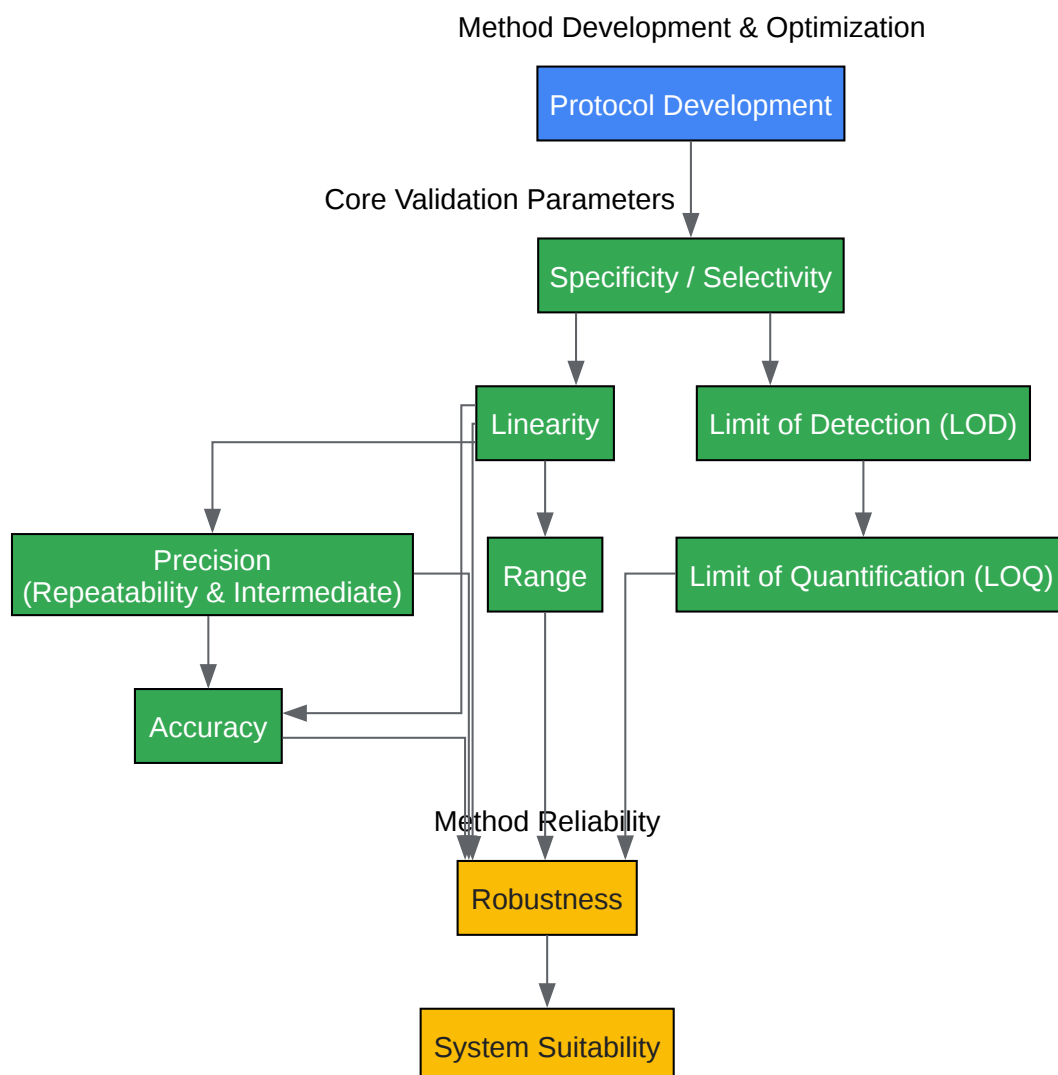 Method Development & Optimization
Protocol Development
Core Validation Parameters
Specificity / Selectivity
Linearity
Limit of Detection (LOD)
Precision
(Repeatability & Intermediate)
Range
Limit of Quantification (LOQ)
Accuracy
Method Reliability
Robustness
System Suitability